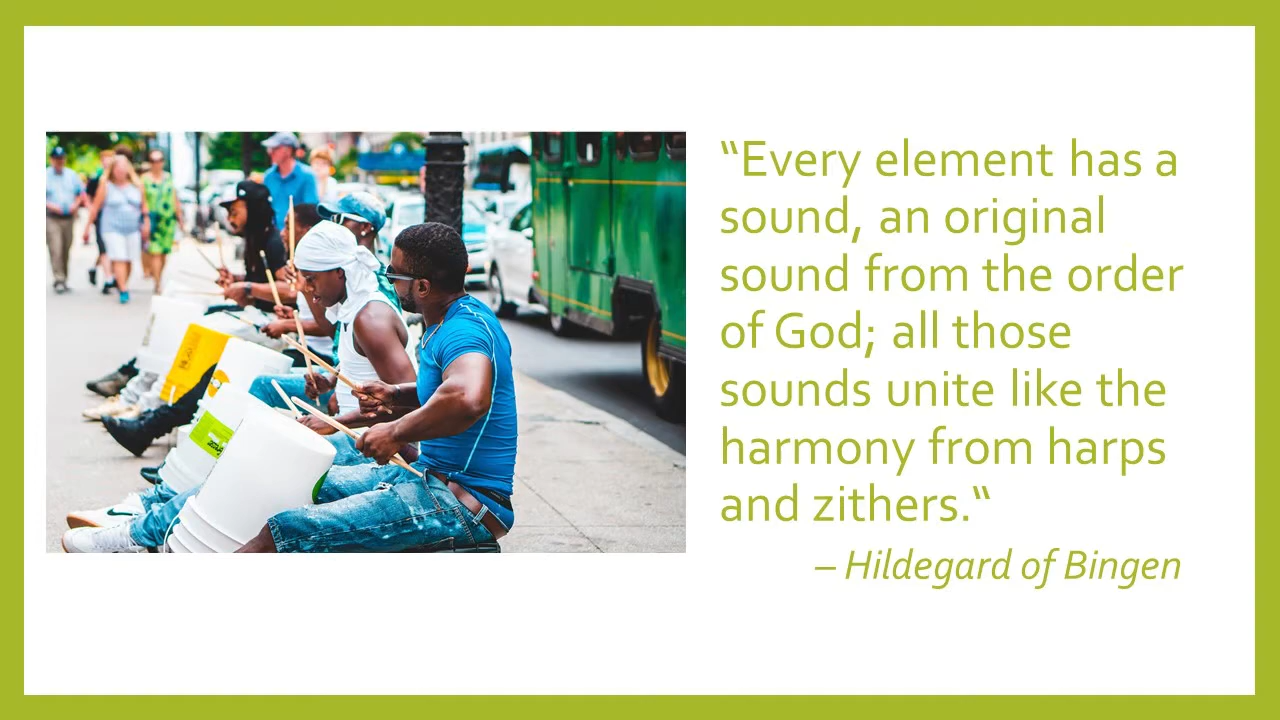 “Every element has a
sound, an original
sound from the order
of God; all those
sounds unite like the
harmony from harps
and zithers.“
– Hildegard of Bingen